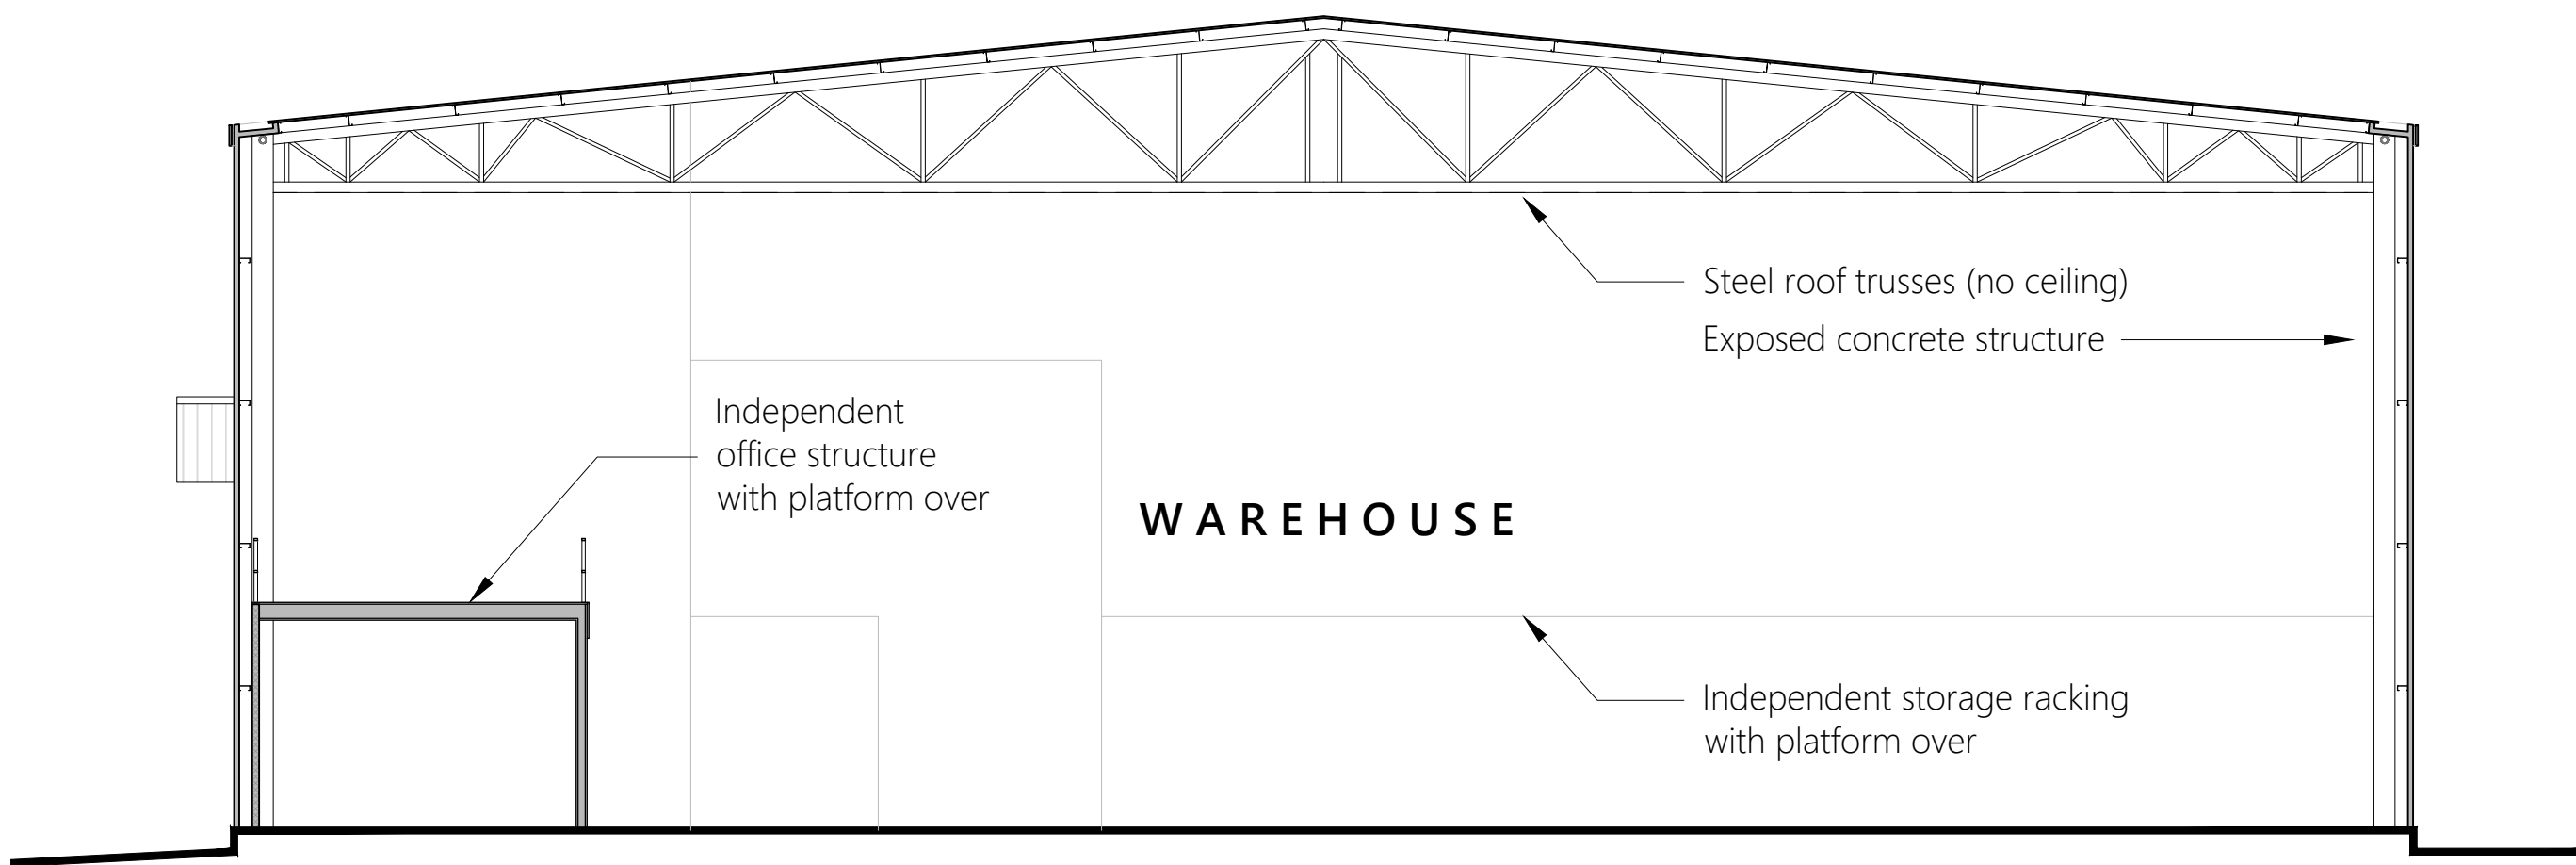 Steel roof trusses (no ceiling)
Exposed concrete structure
Independent
office structure
with platform over
WAREHOUSE
Independent storage racking
with platform over